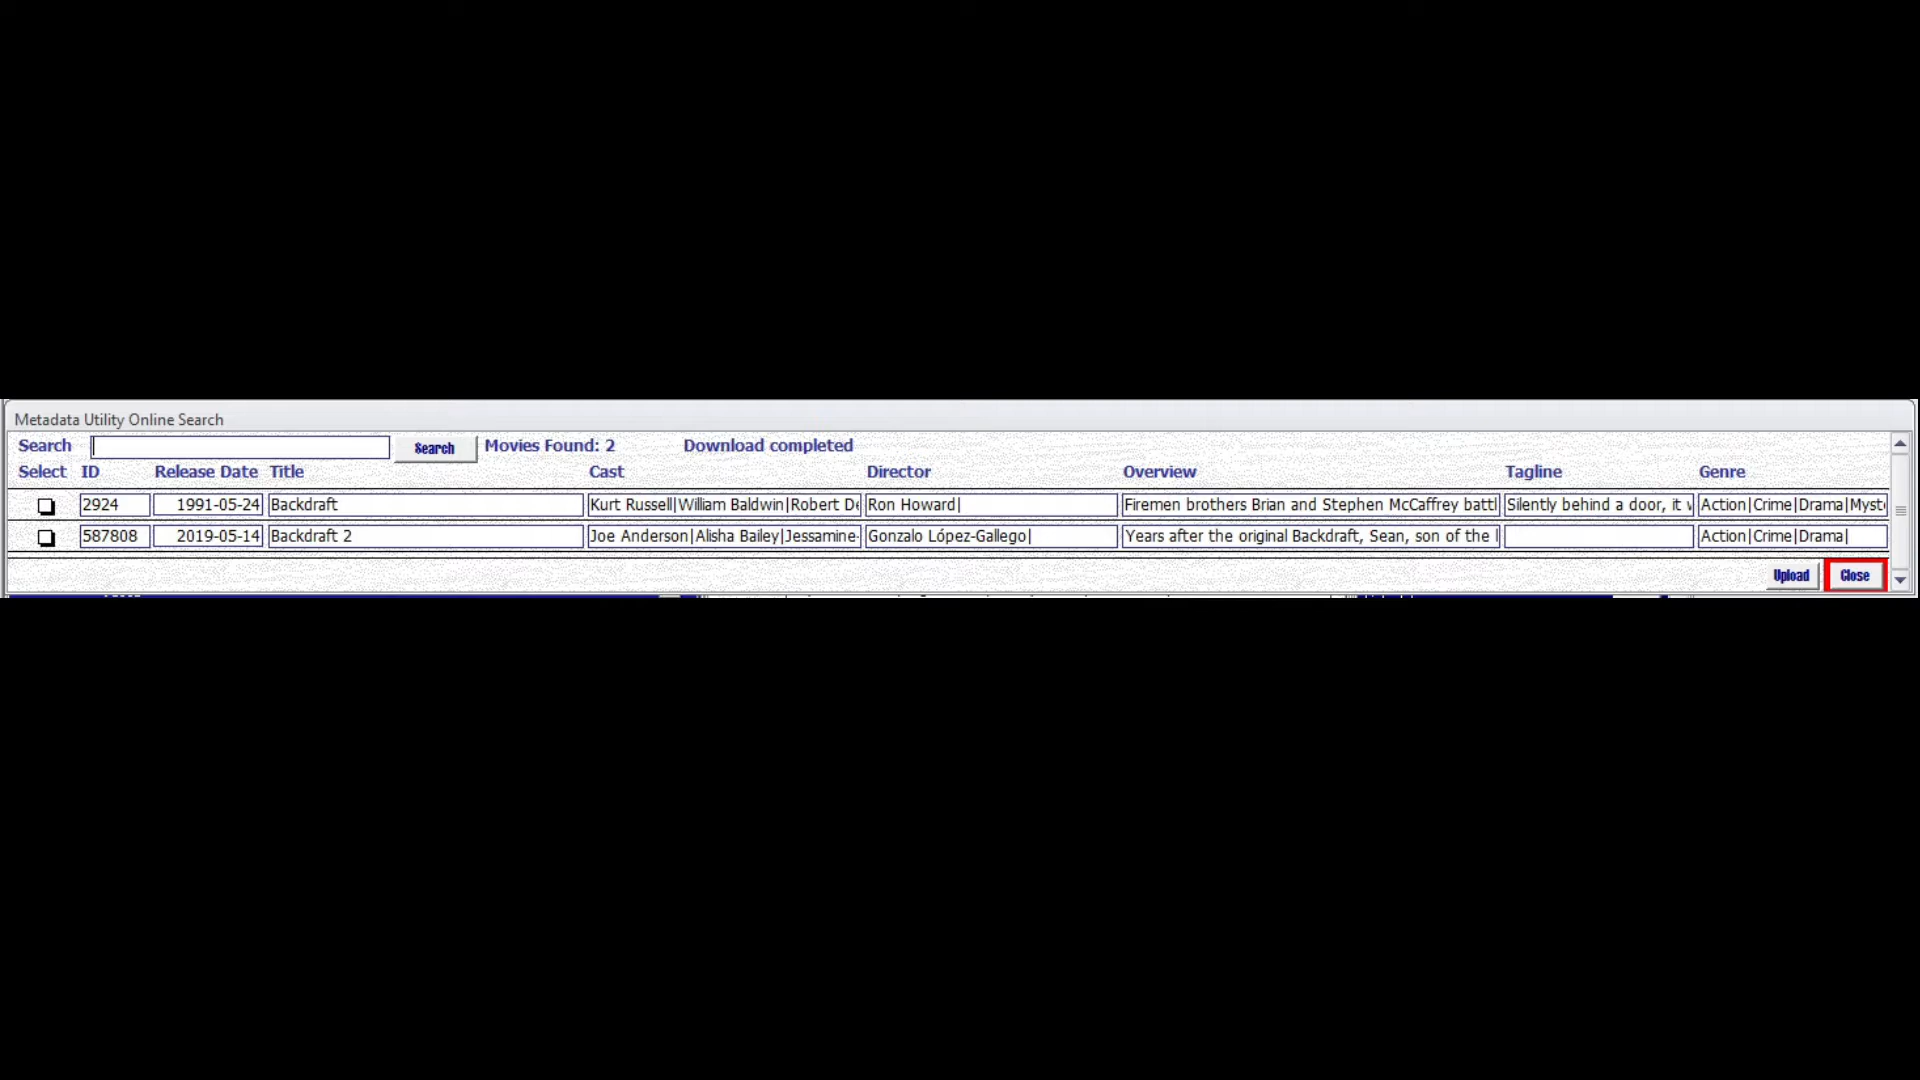 Metadata Utility Online Search
Search Search Movies Found: 2 Download completed
Select ID Release Date Title Cast Director Overview Tagline Genre
2924 1991-05-24 Backdraft Kurt Russell|William Baldwin|Robert De Ron Howard| Firemen brothers Brian and Stephen McCaffrey battl Silently behind a door, it Action|Crime|Drama|Myst
587808 2019-05-14 Backdraft 2 Joe Anderson|Alisha Bailey|Jessamine- Gonzalo López-Gallego| Years after the original Backdraft, Sean, son of the Action|Crime|Drama|
Upload Close